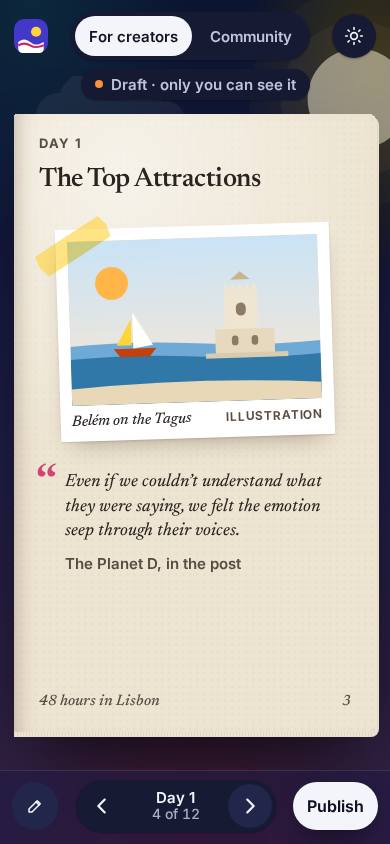 For creators
Community
Draft · only you can see it
DAY 1
The Top Attractions
Belém on the Tagus
ILLUSTRATION
“ Even if we couldn’t understand what
they were saying, we felt the emotion
seep through their voices.
The Planet D, in the post
48 hours in Lisbon
3
Day 1
4 of 12
Publish